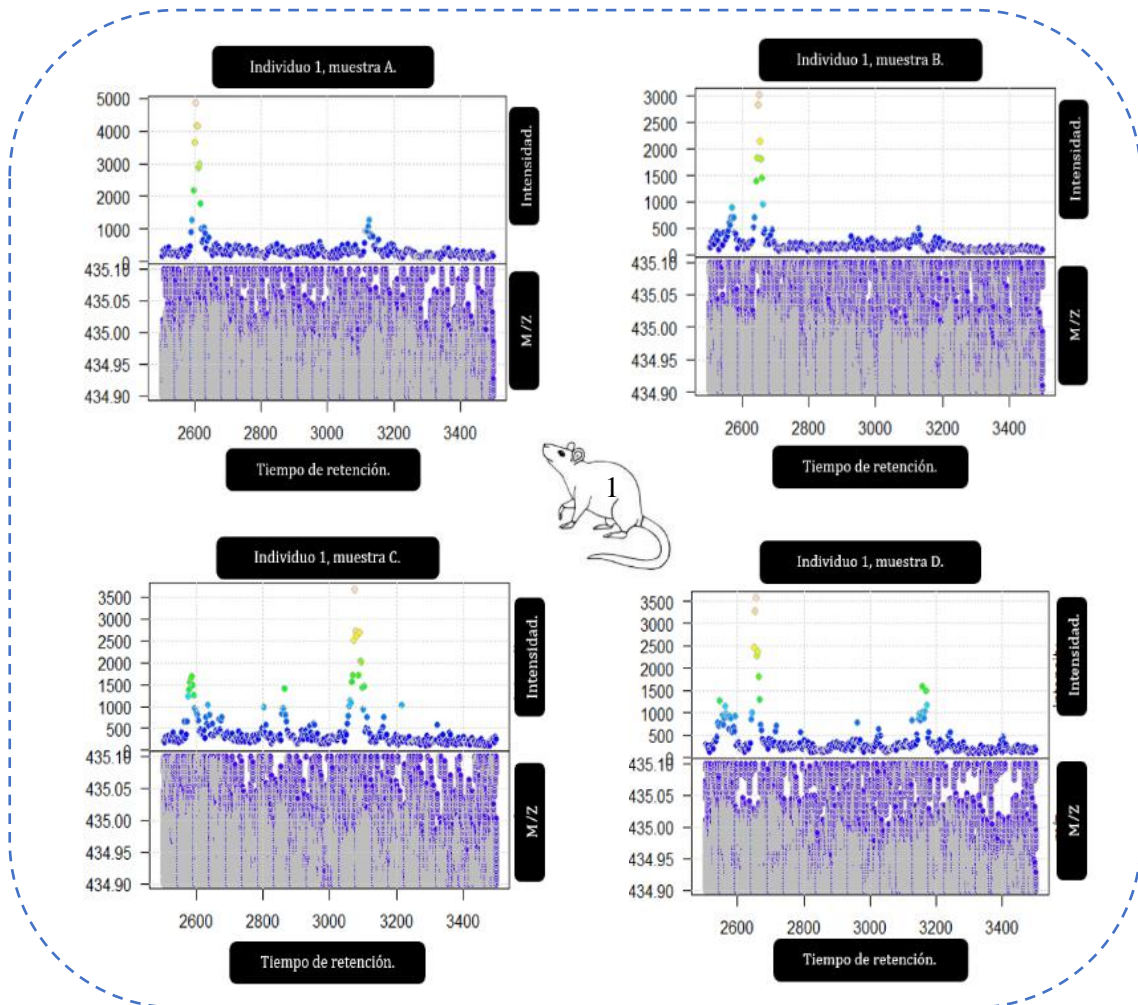 Individuo 1, muestra A.
5000
4000
3000
2000
1000
0
Intensidad.
435.10
435.05
435.00
434.95
434.90
M/Z
2600 2800 3000 3200 3400
Tiempo de retención.
Individuo 1, muestra B.
3000
2500
2000
1500
1000
500
0
Intensidad.
435.10
435.05
435.00
434.95
434.90
M/Z
2600 2800 3000 3200 3400
Tiempo de retención.
1
Individuo 1, muestra C.
3500
3000
2500
2000
1500
1000
500
0
Intensidad.
435.10
435.05
435.00
434.95
434.90
M/Z
2600 2800 3000 3200 3400
Tiempo de retención.
Individuo 1, muestra D.
3500
3000
2500
2000
1500
1000
500
0
Intensidad.
435.10
435.05
435.00
434.95
434.90
M/Z
2600 2800 3000 3200 3400
Tiempo de retención.